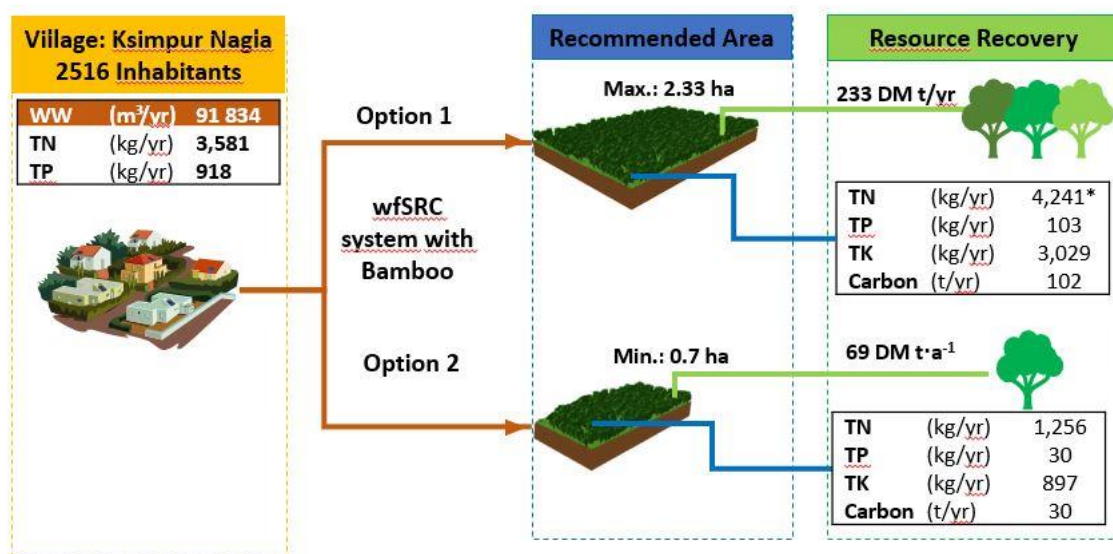 Village: Ksimpur Nagia
2516 Inhabitants
WW (m³/yr) 91 834
TN (kg/yr) 3,581
TP (kg/yr) 918
Option 1
wfSRC
system with
Bamboo
Option 2
Recommended Area
Max.: 2.33 ha
Min.: 0.7 ha
Resource Recovery
233 DM t/yr
TN (kg/yr) 4,241*
TP (kg/yr) 103
TK (kg/yr) 3,029
Carbon (t/yr) 102
69 DM t·a⁻¹
TN (kg/yr) 1,256
TP (kg/yr) 30
TK (kg/yr) 897
Carbon (t/yr) 30